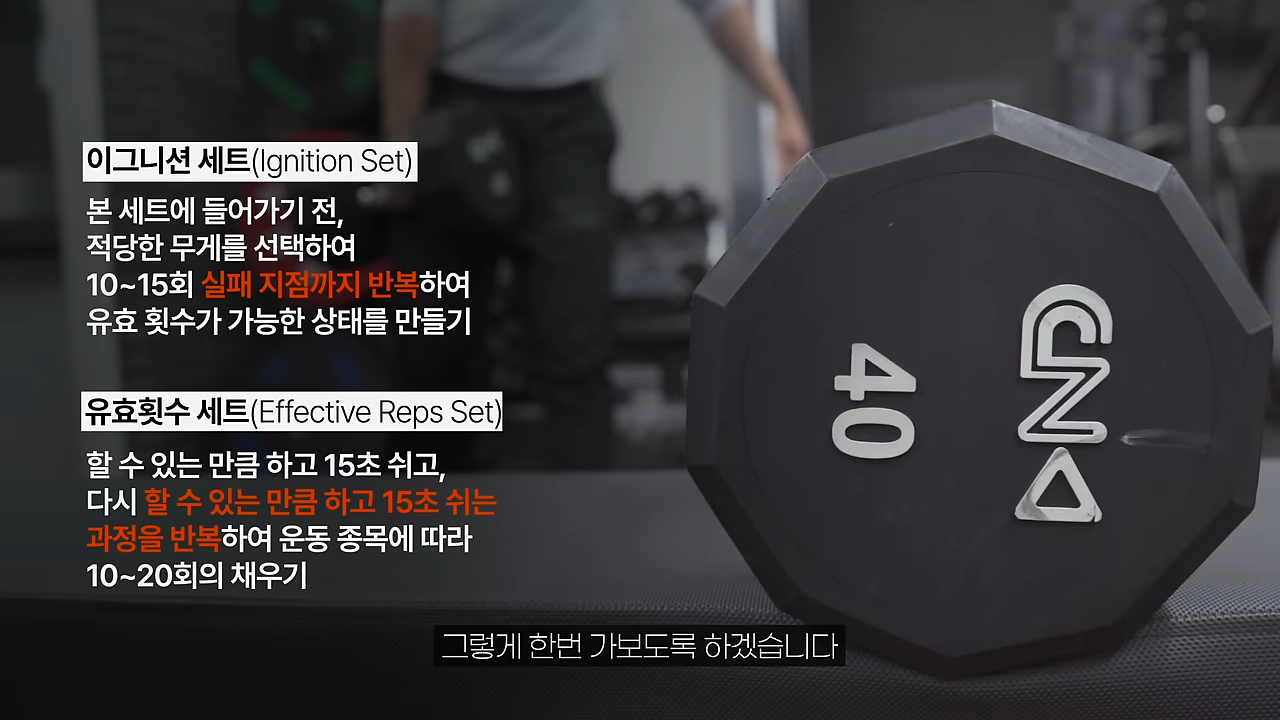 이그니션 세트(Ignition Set)
본 세트에 들어가기 전,
적당한 무게를 선택하여
10~15회 실패 지점까지 반복하여
유효 횟수가 가능한 상태를 만들기
유효횟수 세트(Effective Reps Set)
할 수 있는 만큼 하고 15초 쉬고,
다시 할 수 있는 만큼 하고 15초 쉬는
과정을 반복하여 운동 종목에 따라
10~20회의 채우기
40
그렇게 한번 가보도록 하겠습니다